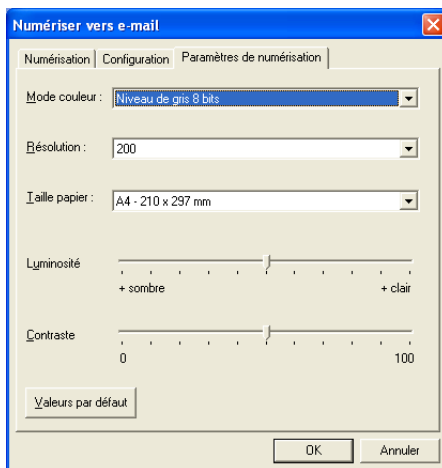 Numériser vers e-mail
Numérisation Configuration Paramètres de numérisation
Mode couleur : Niveau de gris 8 bits
Résolution : 200
Taille papier : A4 - 210 x 297 mm
Luminosité
+ sombre + clair
Contraste
0 100
Valeurs par défaut
OK Annuler